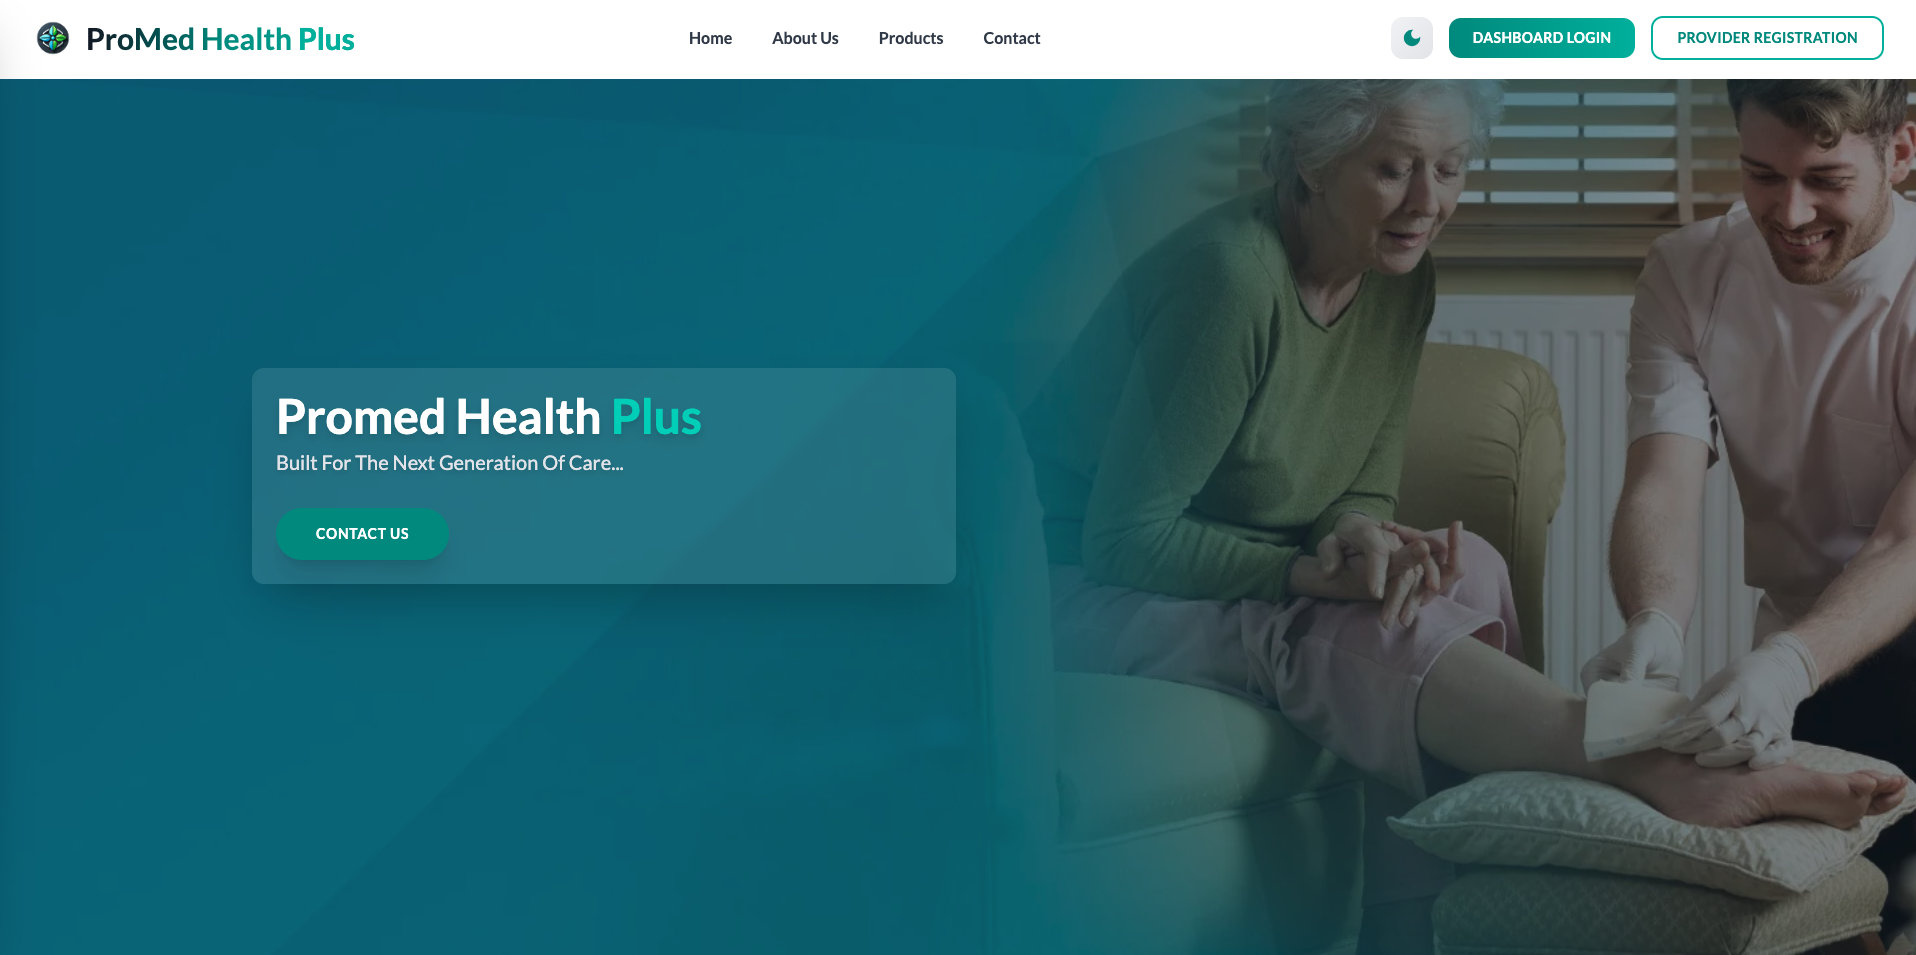 ProMed Health Plus
Home
About Us
Products
Contact
DASHBOARD LOGIN
PROVIDER REGISTRATION
Promed Health Plus
Built For The Next Generation Of Care...
CONTACT US